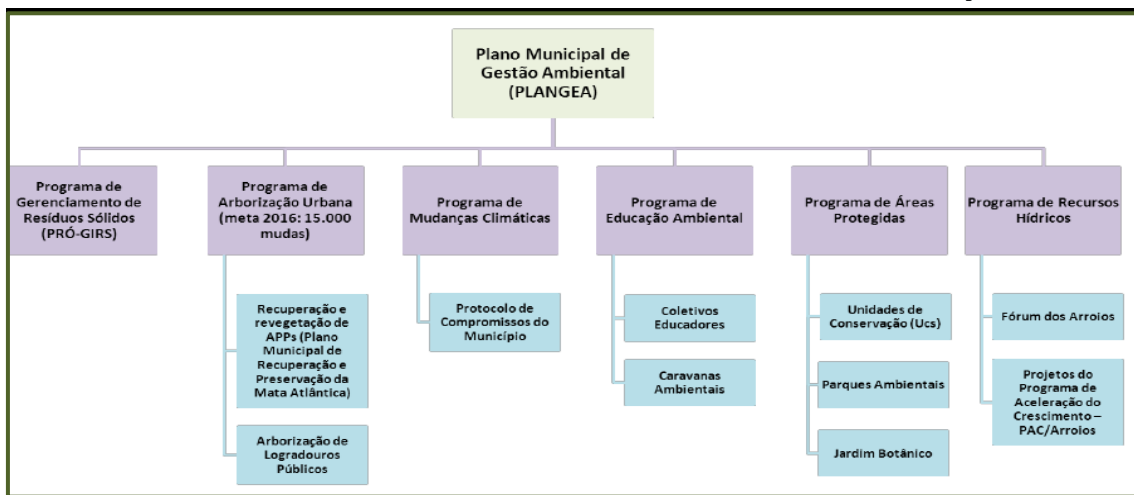 Plano Municipal de
Gestão Ambiental
(PLANGEA)
Programa de
Gerenciamento de
Resíduos Sólidos
(PRÓ-GIRS)
Programa de
Arborização Urbana
(meta 2016: 15.000
mudas)
Programa de
Mudanças Climáticas
Programa de
Educação Ambiental
Programa de Áreas
Protegidas
Programa de Recursos
Hídricos
Recuperação e
revegetação de
APPs (Plano
Municipal de
Recuperação e
Preservação da
Mata Atlântica)
Arborização de
Logradouros
Públicos
Protocolo de
Compromissos do
Município
Coletivos
Educadores
Caravanas
Ambientais
Unidades de
Conservação (Ucs)
Parques Ambientais
Jardim Botânico
Fórum dos Arroios
Projetos do
Programa de
Aceleração do
Crescimento –
PAC/Arroios